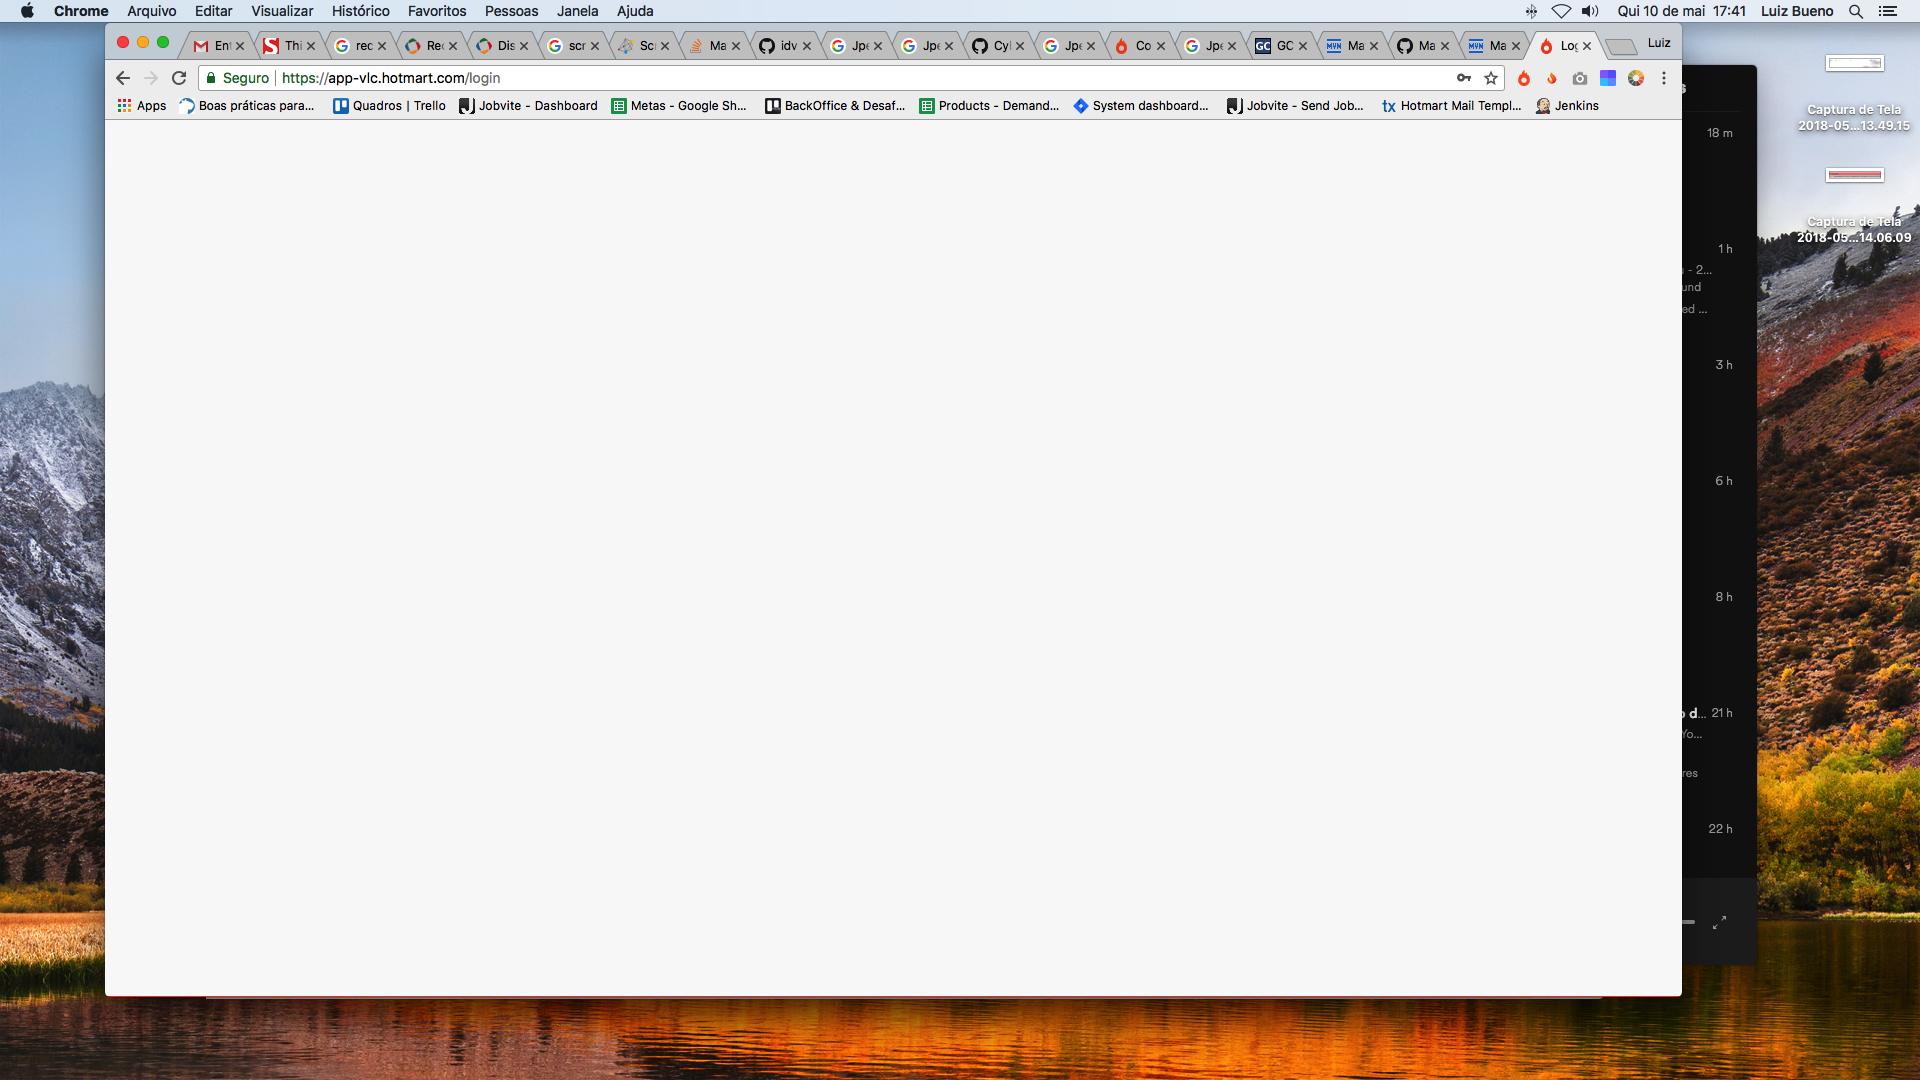 Chrome Arquivo Editar Visualizar Histórico Favoritos Pessoas Janela Ajuda Qui 10 de mai 17:41 Luiz Bueno
Ent Thi rec Rec Dis scr Scr Ma idv Jpe Jpe Cyl Jpe Co Jpe GC GC Ma Ma Ma Log Luiz
Seguro https://app-vlc.hotmart.com/login
Apps Boas práticas para... Quadros | Trello Jobvite - Dashboard Metas - Google Sh... BackOffice & Desaf... Products - Demand... System dashboard... Jobvite - Send Job... tx Hotmart Mail Templ... Jenkins
Captura de Tela
2018-05...13.49.15
18 m
Captura de Tela
2018-05...14.06.09
1 h
- 2...
und
ed ...
3 h
6 h
8 h
d... 21 h
Yo...
res
22 h